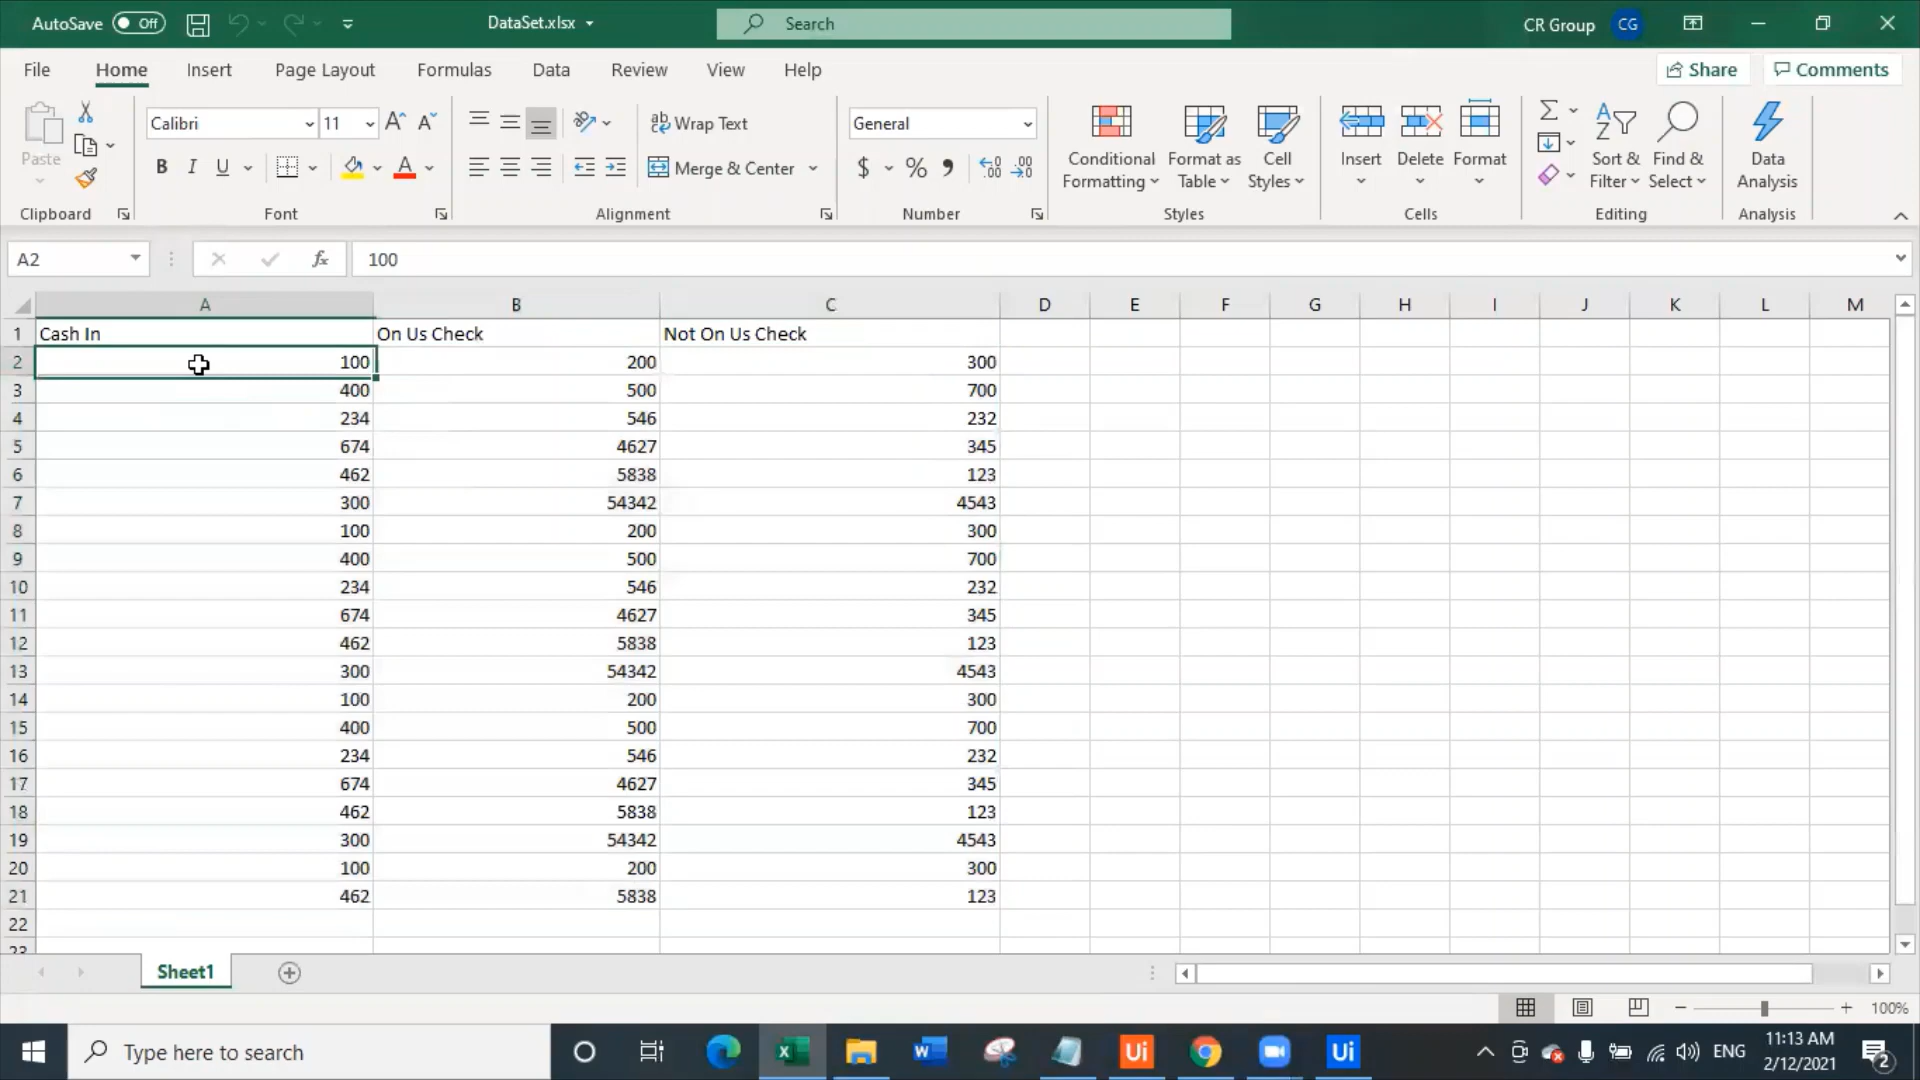 AutoSave Off DataSet.xlsx Search CR Group CG
File Home Insert Page Layout Formulas Data Review View Help Share Comments
Paste Calibri 11 Wrap Text General Conditional Formatting Format as Table Cell Styles Insert Delete Format Sort & Filter Find & Select Data Analysis
B I U A Merge & Center $ % 9
Clipboard Font Alignment Number Styles Cells Editing Analysis
A2 fx 100
A B C D E F G H I J K L M
1 Cash In On Us Check Not On Us Check
2 100 200 300
3 400 500 700
4 234 546 232
5 674 4627 345
6 462 5838 123
7 300 54342 4543
8 100 200 300
9 400 500 700
10 234 546 232
11 674 4627 345
12 462 5838 123
13 300 54342 4543
14 100 200 300
15 400 500 700
16 234 546 232
17 674 4627 345
18 462 5838 123
19 300 54342 4543
20 100 200 300
21 462 5838 123
22
23
Sheet1
100%
Type here to search Ui Ui ENG 11:13 AM
2/12/2021 2